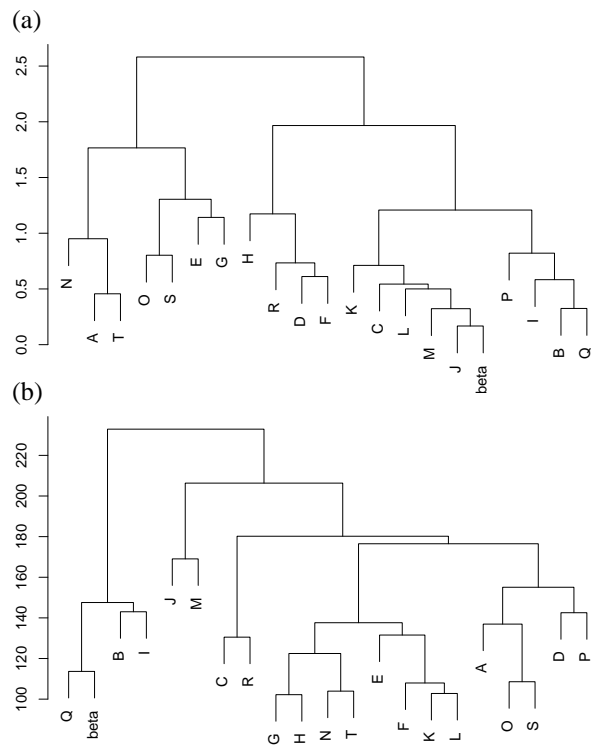 (a)
2.5
2.0
1.5
1.0
0.5
0.0
N
A
T
O
S
E
G
H
R
D
F
K
C
L
M
J
beta
P
I
B
Q
(b)
220
200
180
160
140
120
100
Q
beta
B
I
J
M
C
R
G
H
N
T
E
F
K
L
A
O
S
D
P